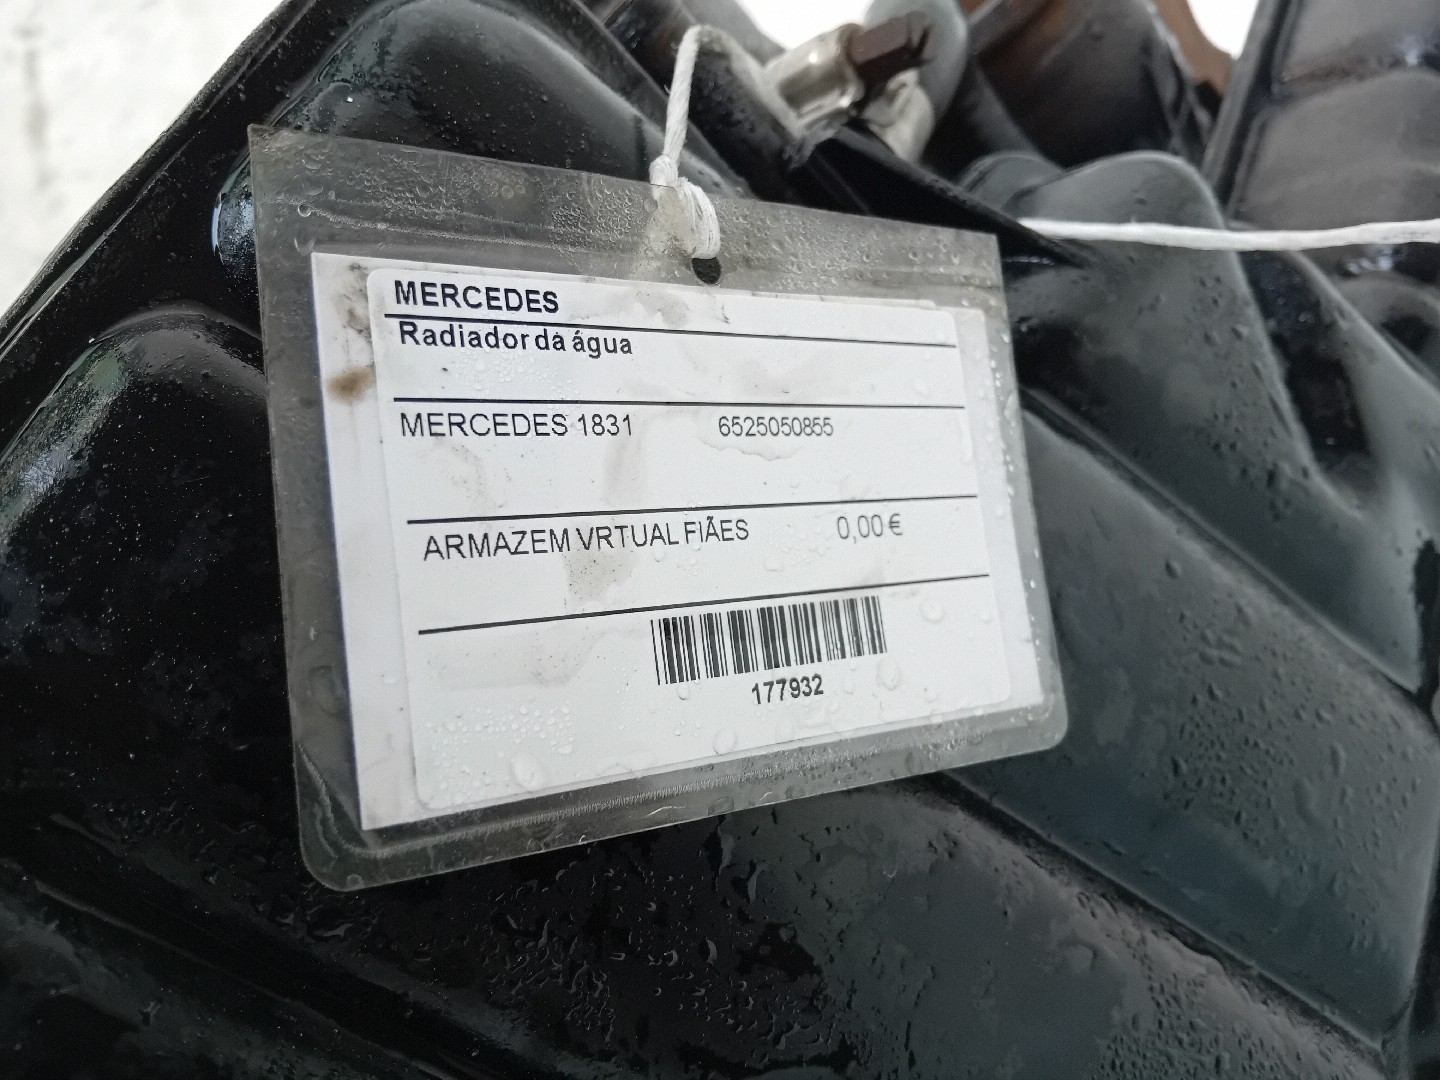 MERCEDES
Radiador da água
MERCEDES 1831 6525050855
ARMAZEM VRTUAL FIÃES 0,00 €
177932